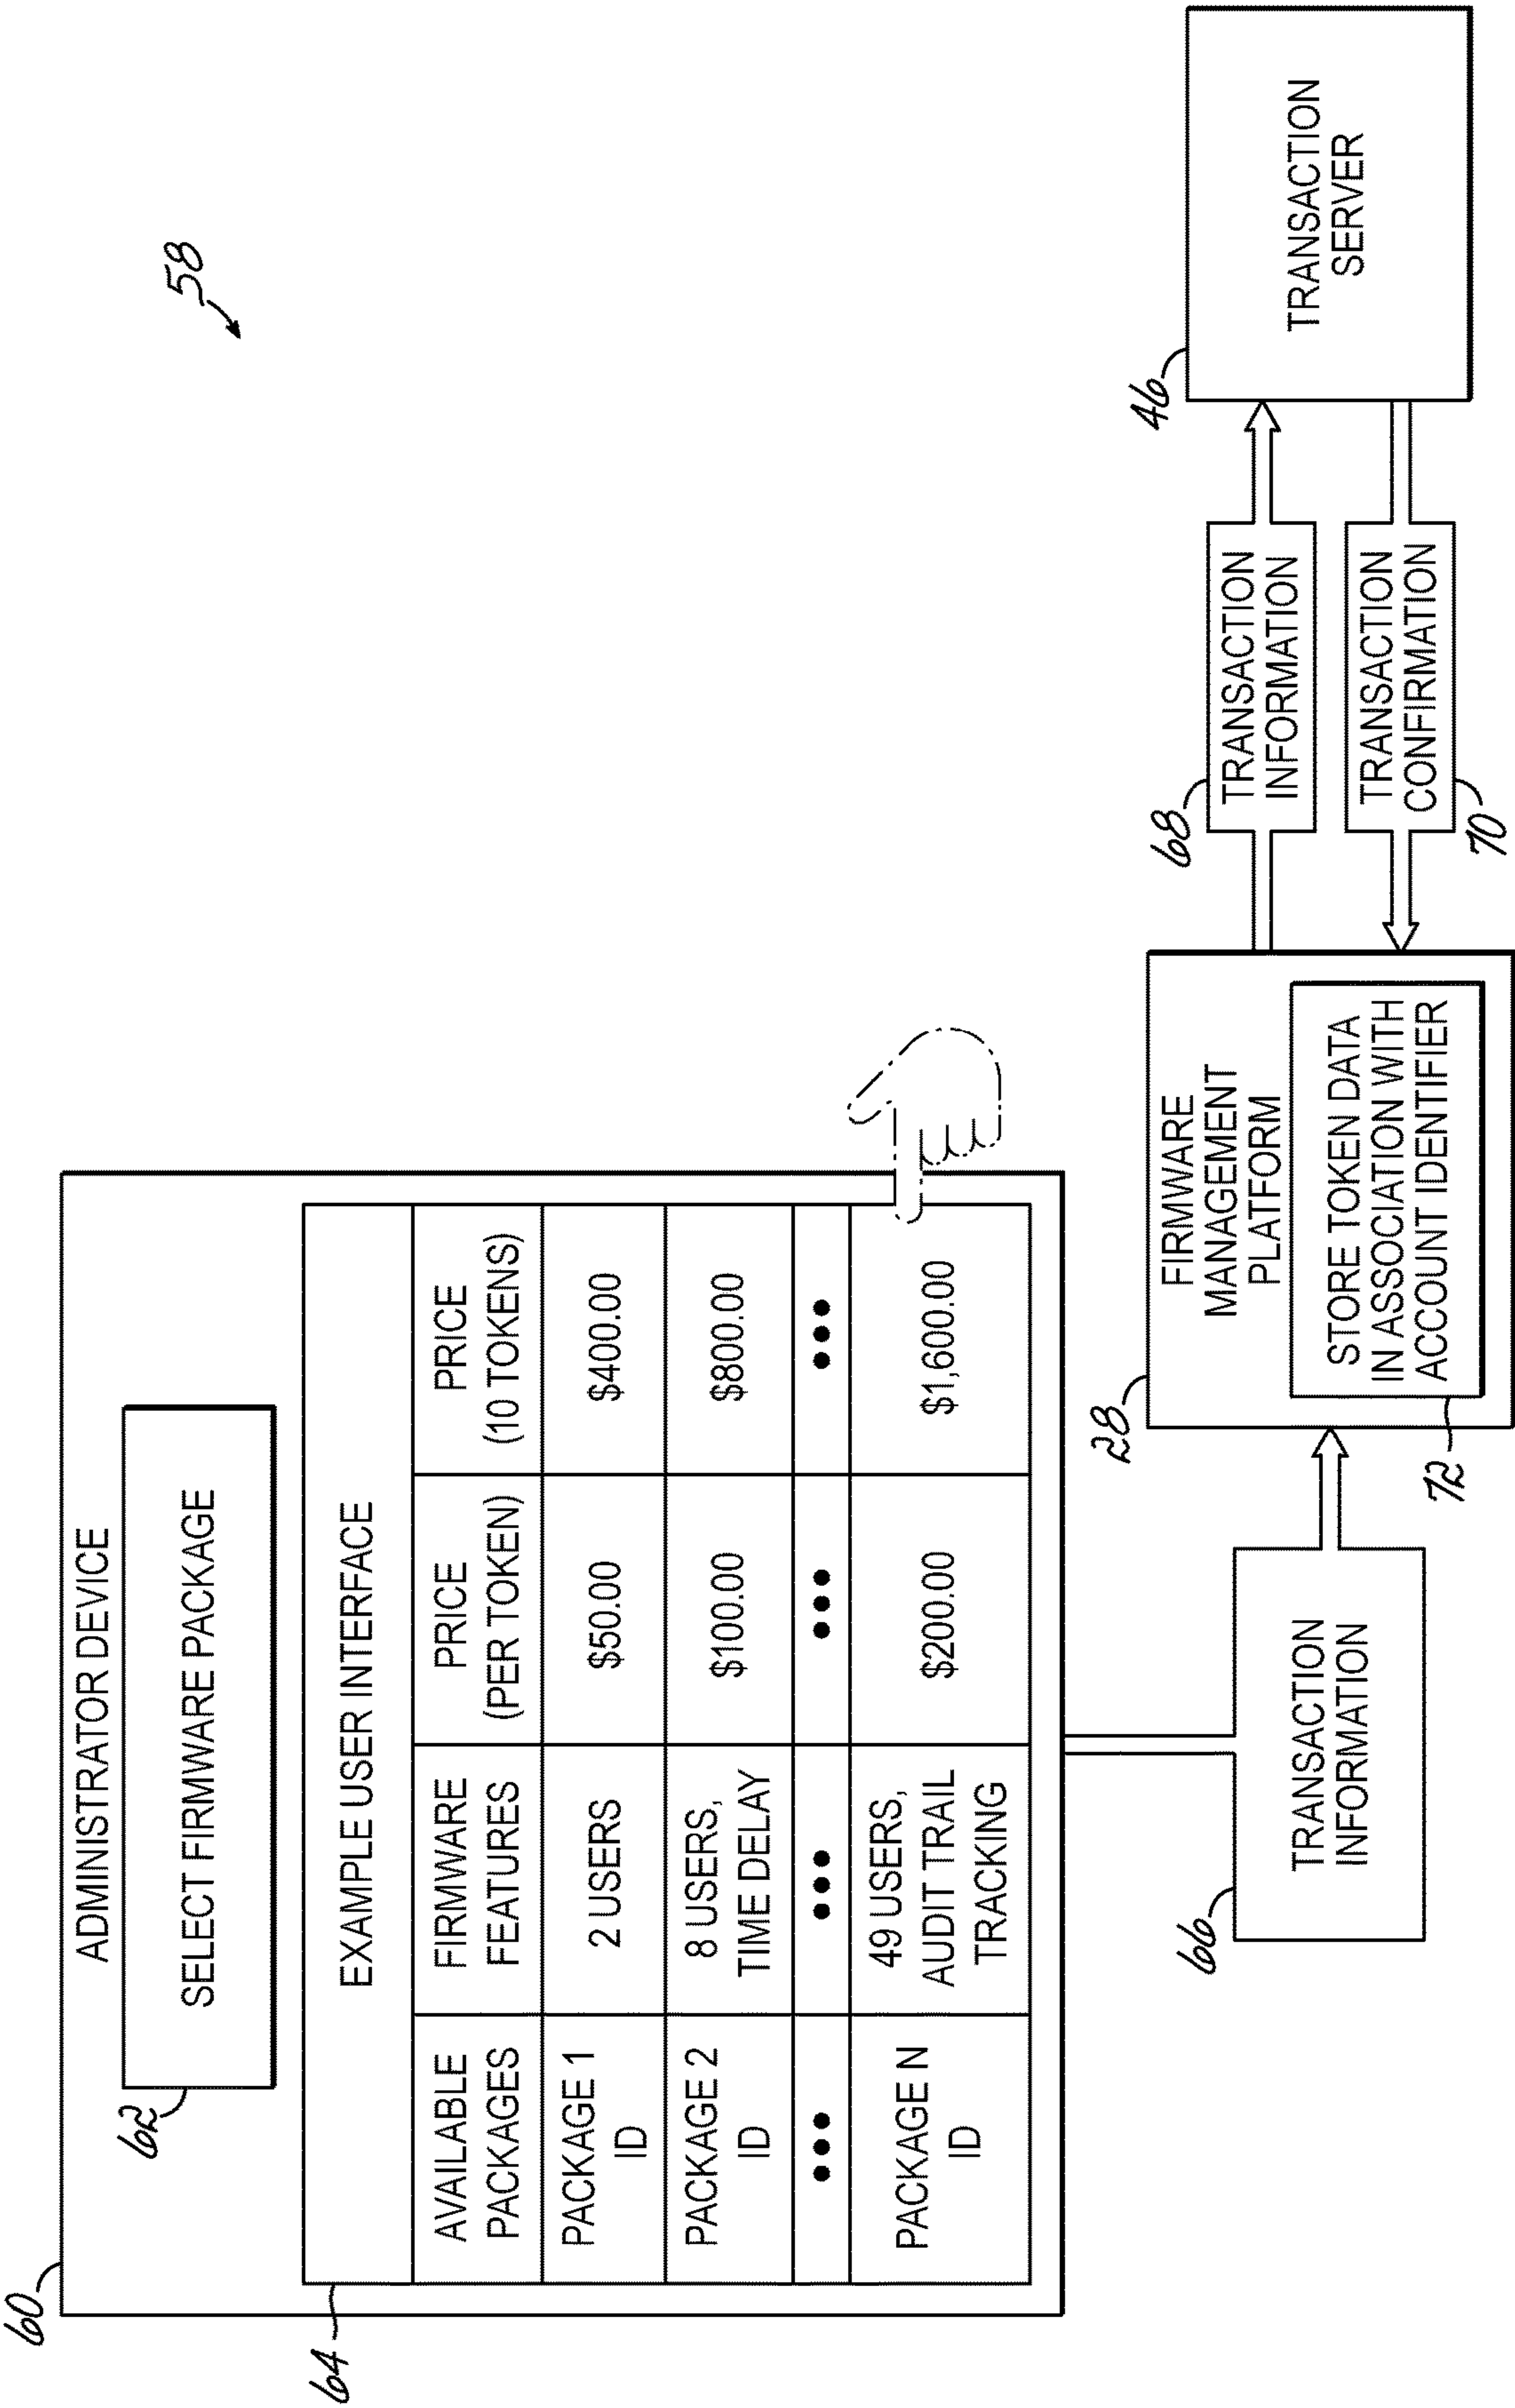 58
60
ADMINISTRATOR DEVICE
62
SELECT FIRMWARE PACKAGE
64
EXAMPLE USER INTERFACE
AVAILABLE
PACKAGES
FIRMWARE
FEATURES
PRICE
(PER TOKEN)
PRICE
(10 TOKENS)
PACKAGE 1
ID
2 USERS
$50.00
$400.00
PACKAGE 2
ID
8 USERS,
TIME DELAY
$100.00
$800.00
PACKAGE N
ID
49 USERS,
AUDIT TRAIL
TRACKING
$200.00
$1,600.00
66
TRANSACTION
INFORMATION
28
FIRMWARE
MANAGEMENT
PLATFORM
72
STORE TOKEN DATA
IN ASSOCIATION WITH
ACCOUNT IDENTIFIER
68
TRANSACTION
INFORMATION
TRANSACTION
CONFIRMATION
70
46
TRANSACTION
SERVER